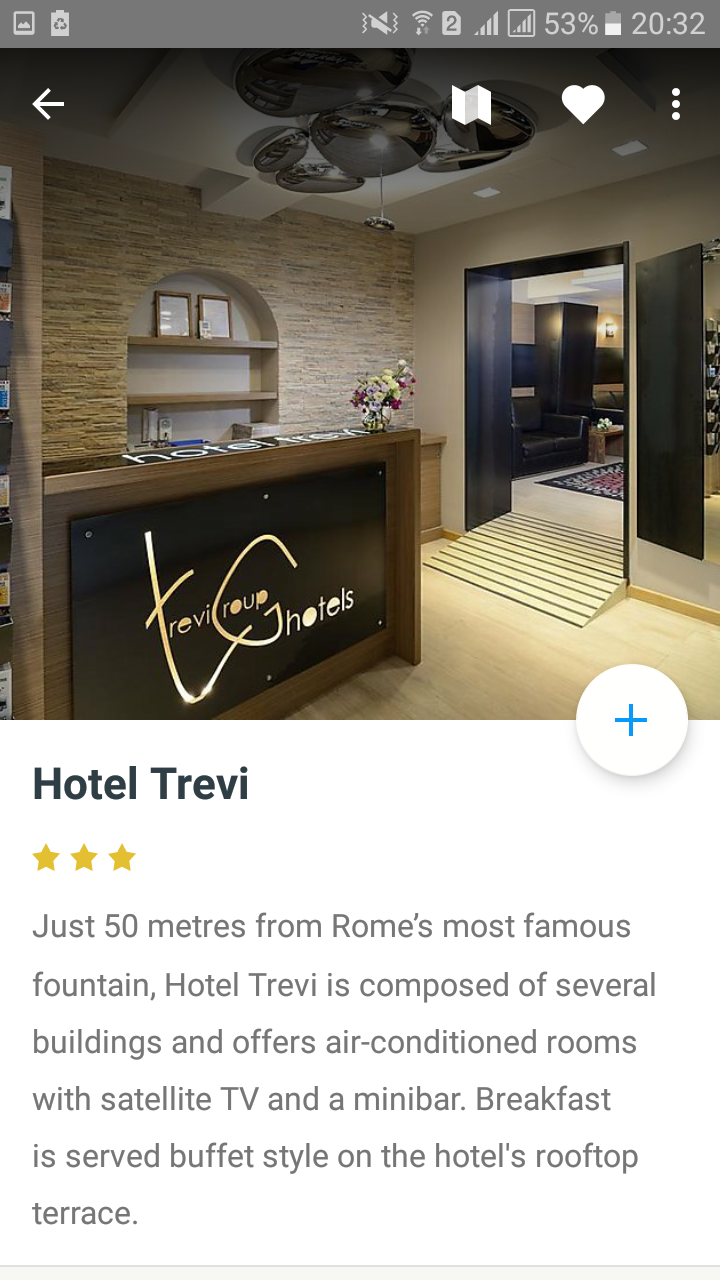 2 53% 20:32
hotel trevi
trevi Group hotels
Hotel Trevi
Just 50 metres from Rome’s most famous
fountain, Hotel Trevi is composed of several
buildings and offers air-conditioned rooms
with satellite TV and a minibar. Breakfast
is served buffet style on the hotel's rooftop
terrace.